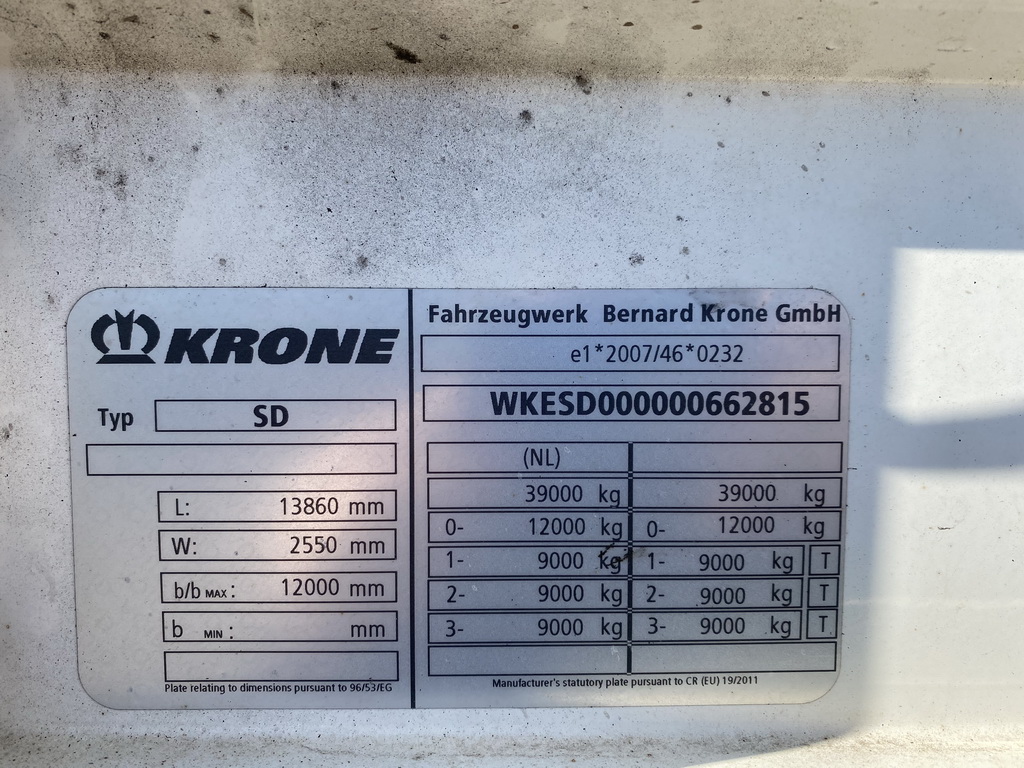 KRONE
Typ SD
L: 13860 mm
W: 2550 mm
b/b MAX : 12000 mm
b MIN : mm
Plate relating to dimensions pursuant to 96/53/EG
Fahrzeugwerk Bernard Krone GmbH
e1*2007/46*0232
WKESD000000662815
(NL)
39000 kg 39000 kg
0- 12000 kg 0- 12000 kg
1- 9000 kg 1- 9000 kg T
2- 9000 kg 2- 9000 kg T
3- 9000 kg 3- 9000 kg T
Manufacturer's statutory plate pursuant to CR (EU) 19/2011